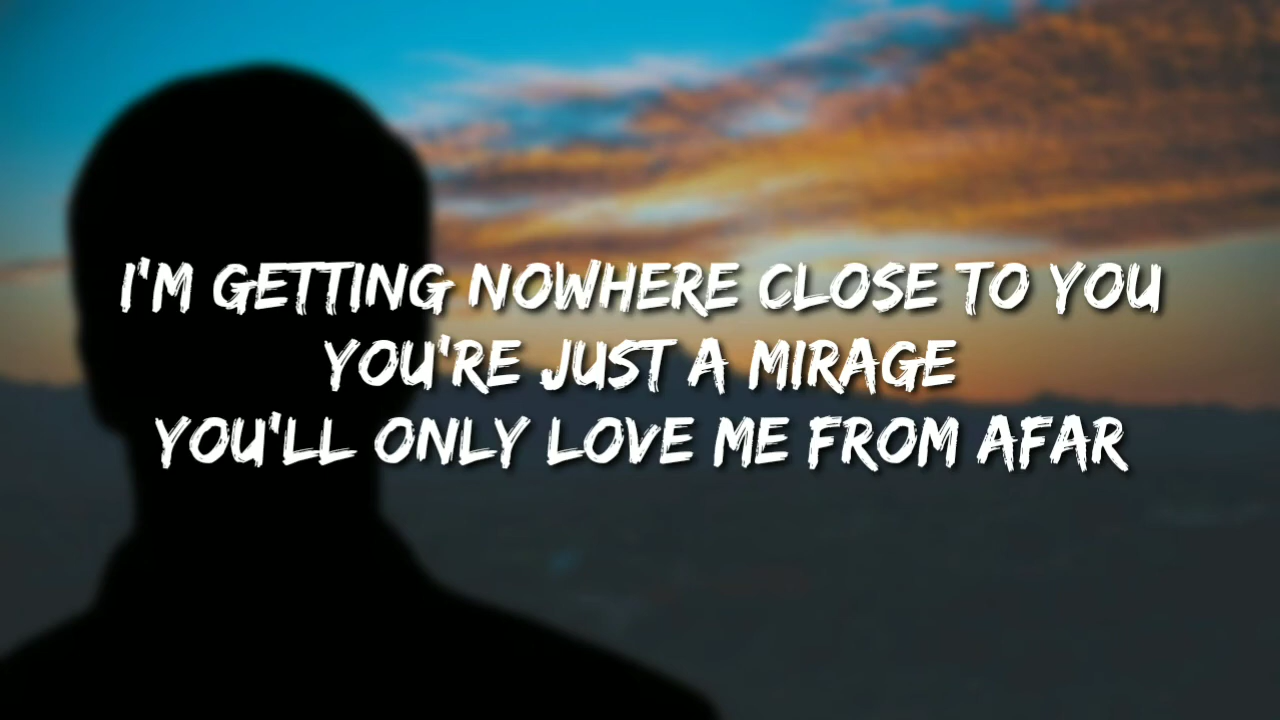 I'M GETTING NOWHERE CLOSE TO YOU
YOU'RE JUST A MIRAGE
YOU'LL ONLY LOVE ME FROM AFAR